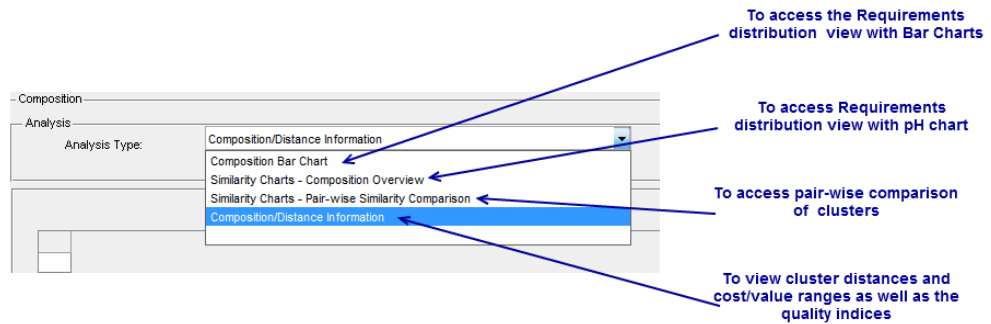 To access the Requirements
distribution view with Bar Charts
Composition
Analysis
Analysis Type:
Composition/Distance Information
Composition Bar Chart
Similarity Charts - Composition Overview
Similarity Charts - Pair-wise Similarity Comparison
Composition/Distance Information
To access Requirements
distribution view with pH chart
To access pair-wise comparison
of clusters
To view cluster distances and
cost/value ranges as well as the
quality indices